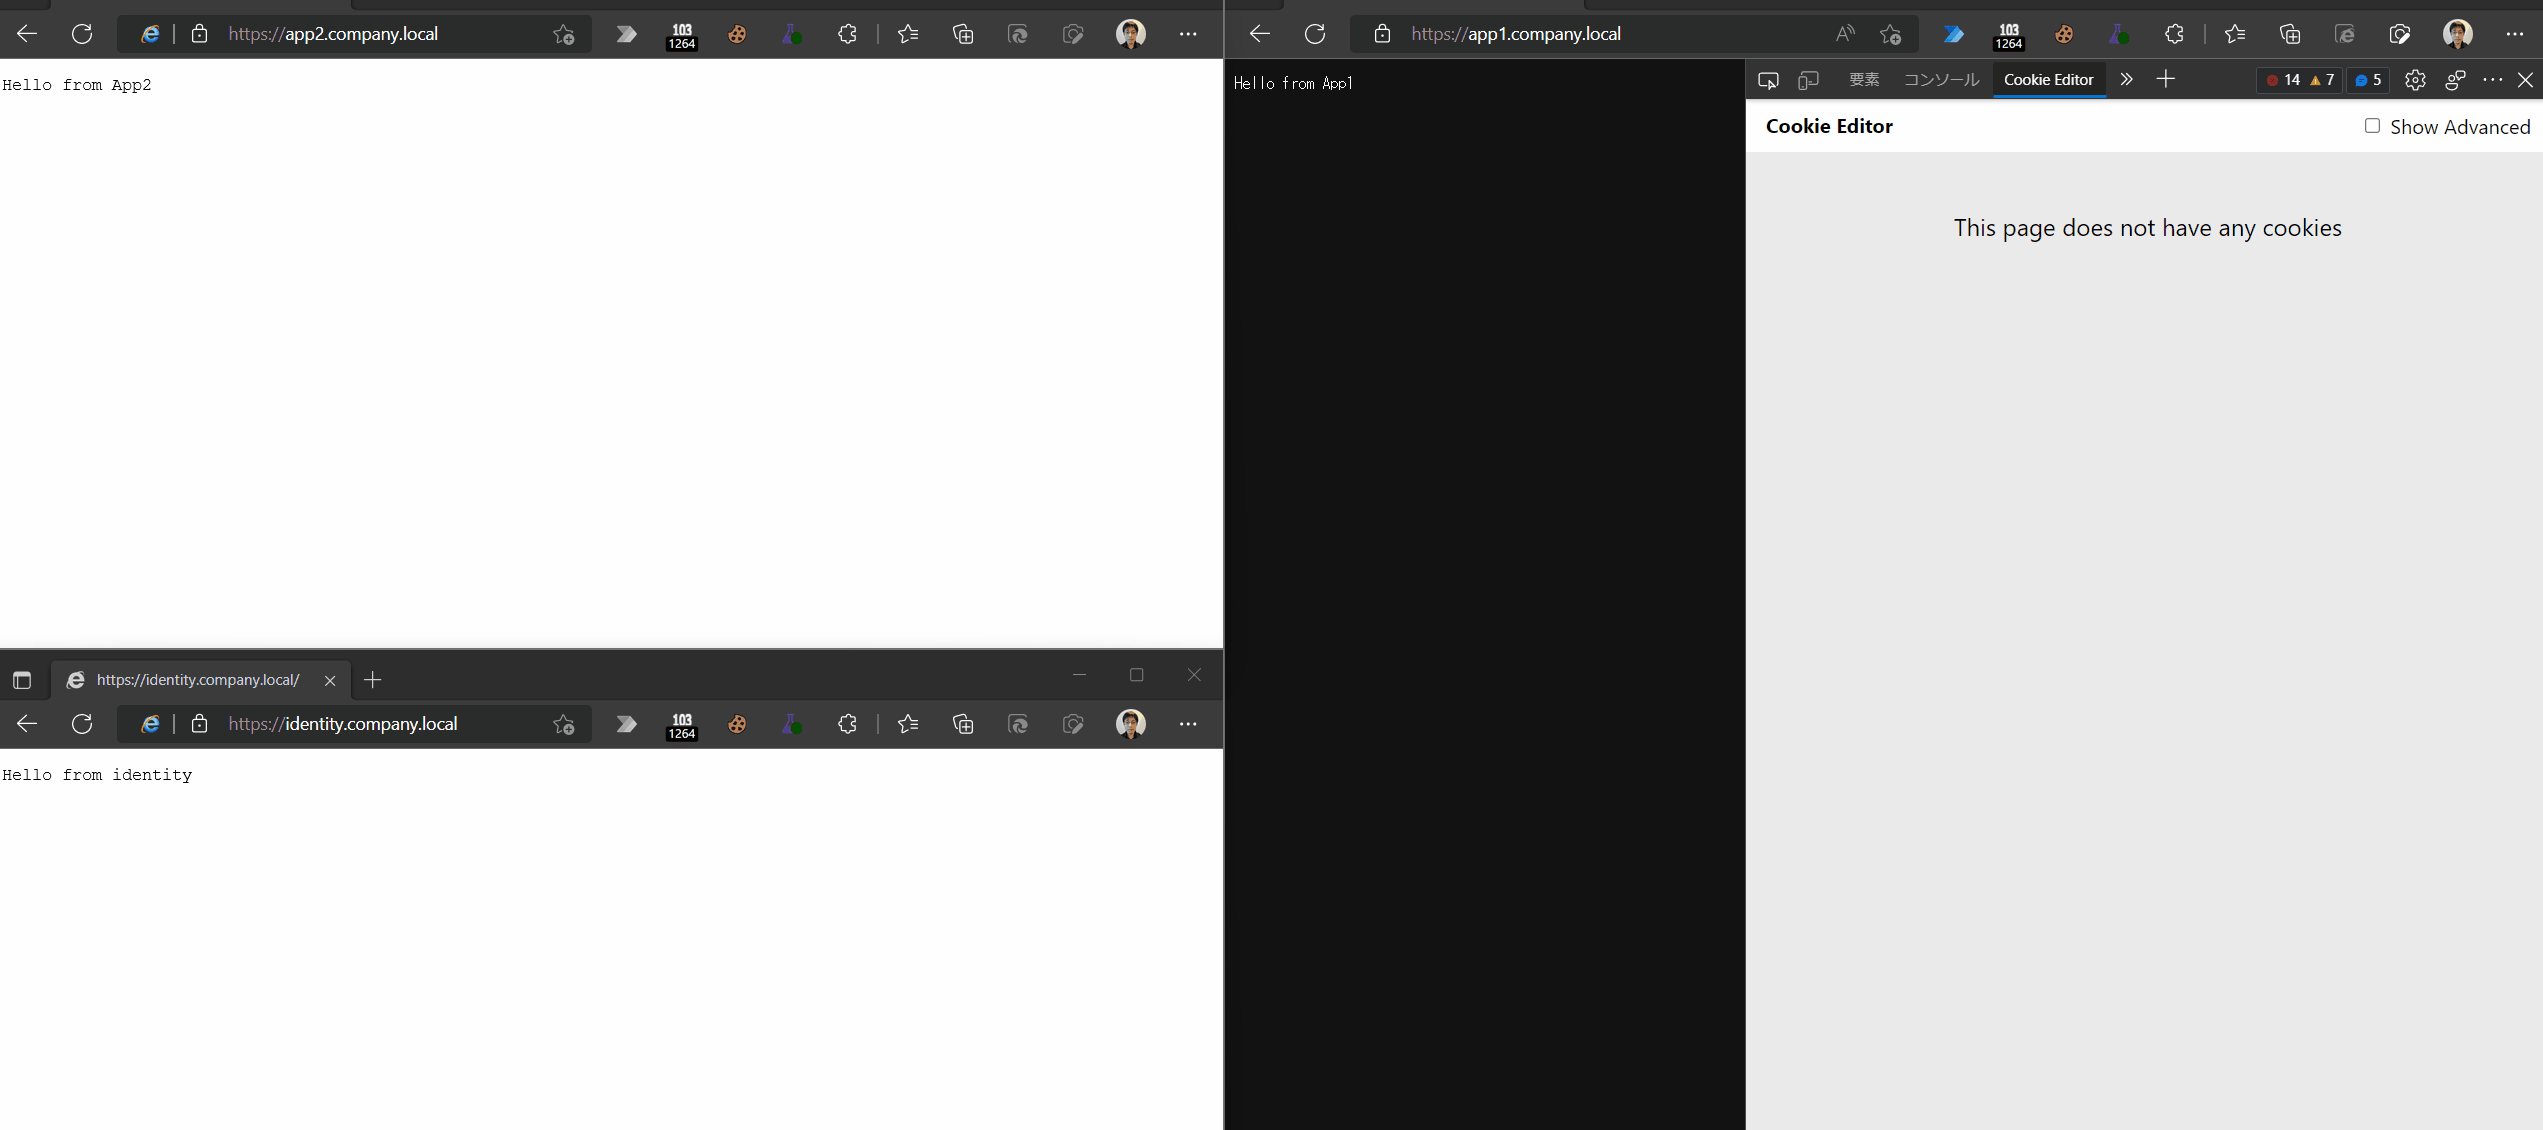 https://app2.company.local
103
1264
Hello from App2
https://identity.company.local/
https://identity.company.local
103
1264
Hello from identity
https://app1.company.local
103
1264
Hello from App1
要素 コンソール Cookie Editor 14 7 5
Cookie Editor Show Advanced
This page does not have any cookies